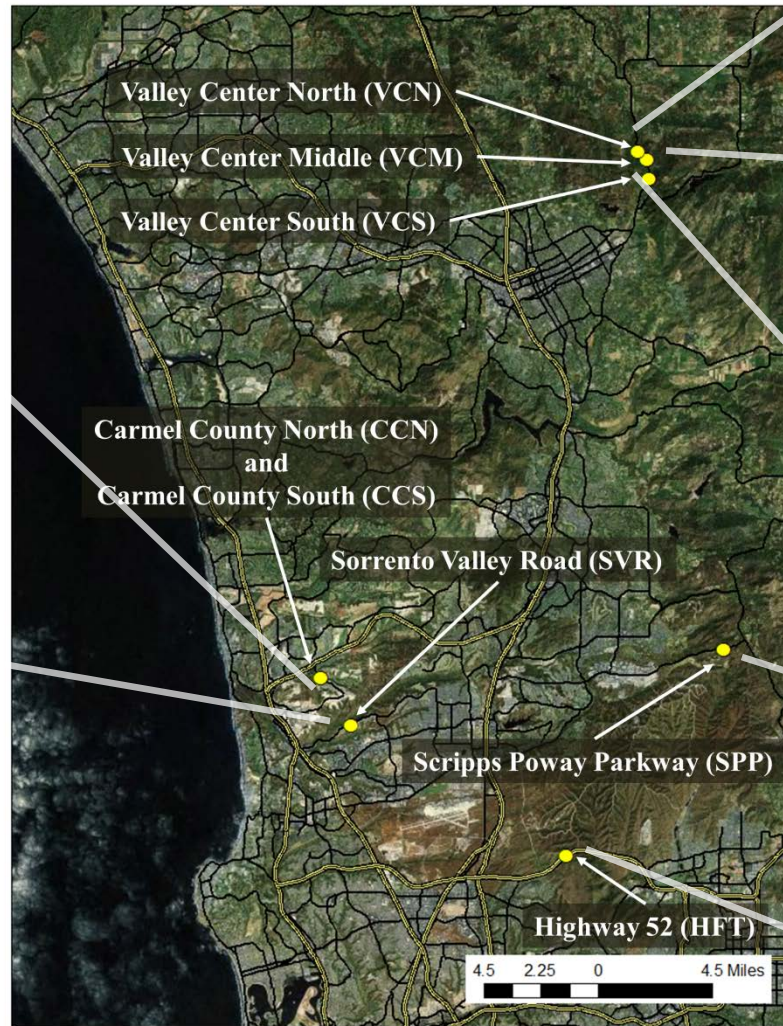 Valley Center North (VCN)
Valley Center Middle (VCM)
Valley Center South (VCS)
Carmel County North (CCN)
and
Carmel County South (CCS)
Sorrento Valley Road (SVR)
Scripps Poway Parkway (SPP)
Highway 52 (HFT)
4.5 2.25 0 4.5 Miles